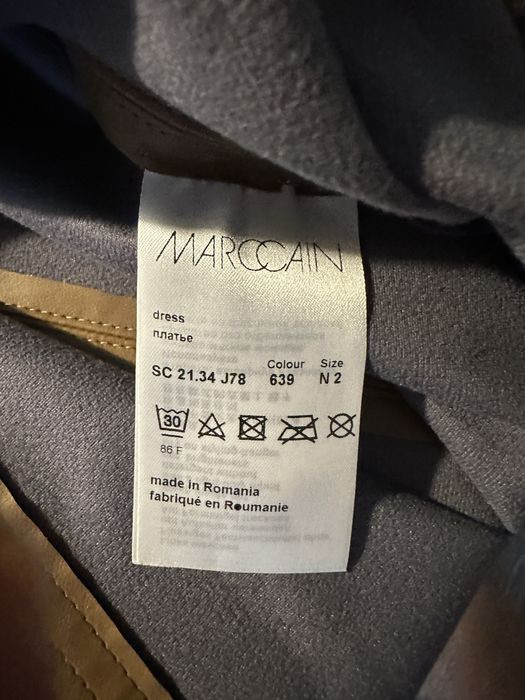 MARCCAIN
dress
платье
Colour Size
SC 21.34 J78 639 N 2
30
86 F
made in Romania
fabriqué en Roumanie